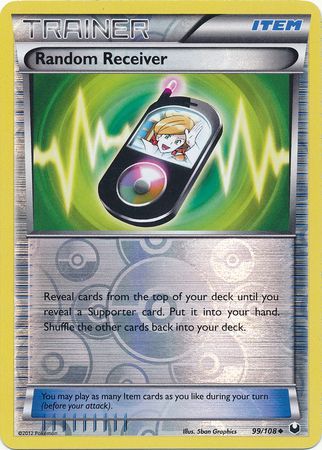 TRAINER
ITEM
Random Receiver
Reveal cards from the top of your deck until you
reveal a Supporter card. Put it into your hand.
Shuffle the other cards back into your deck.
You may play as many Item cards as you like during your turn
(before your attack).
©2012 Pokémon
Illus. 5ban Graphics
99/108 ◆